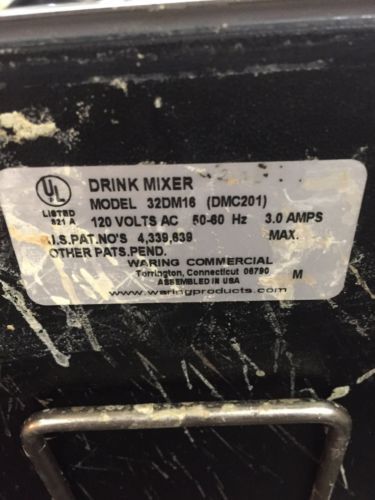 UL
LISTED
821 A
DRINK MIXER
MODEL 32DM16 (DMC201)
120 VOLTS AC 50-60 Hz 3.0 AMPS
.I.S.PAT.NO'S 4,339,639 MAX.
OTHER PATS.PEND.
WARING COMMERCIAL
Torrington, Connecticut 06790 M
ASSEMBLED IN USA
www.waringproducts.com